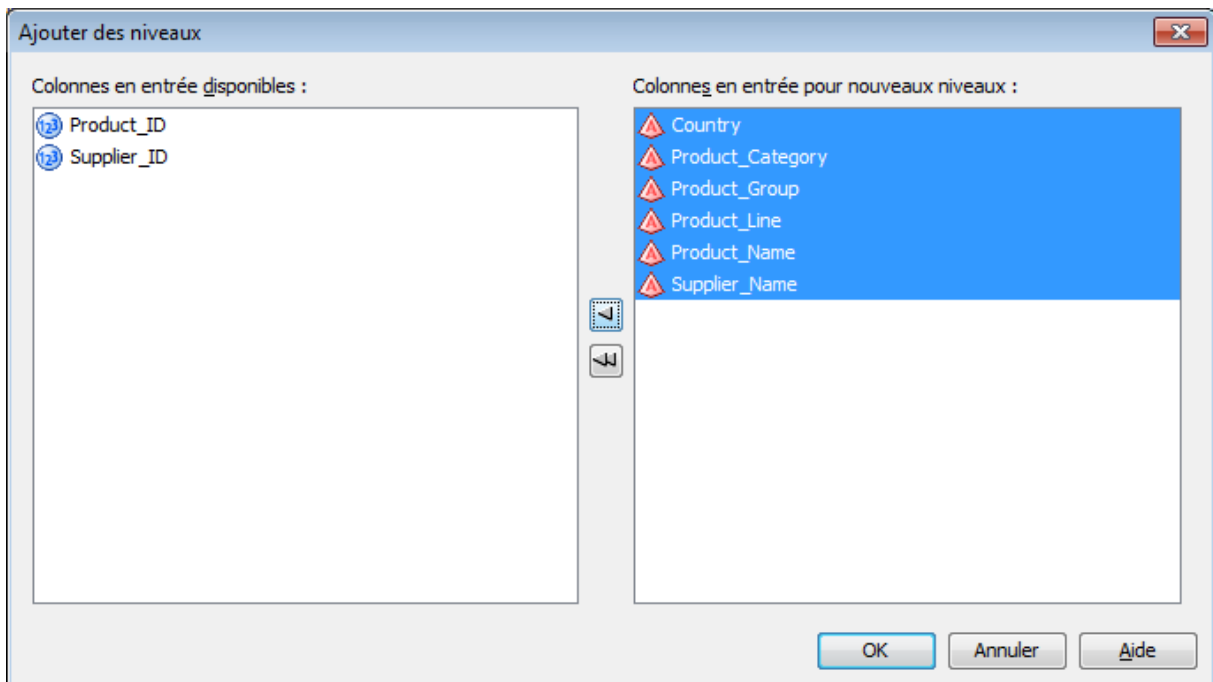 Ajouter des niveaux
Colonnes en entrée disponibles :
Product_ID
Supplier_ID
Colonnes en entrée pour nouveaux niveaux :
Country
Product_Category
Product_Group
Product_Line
Product_Name
Supplier_Name
OK
Annuler
Aide